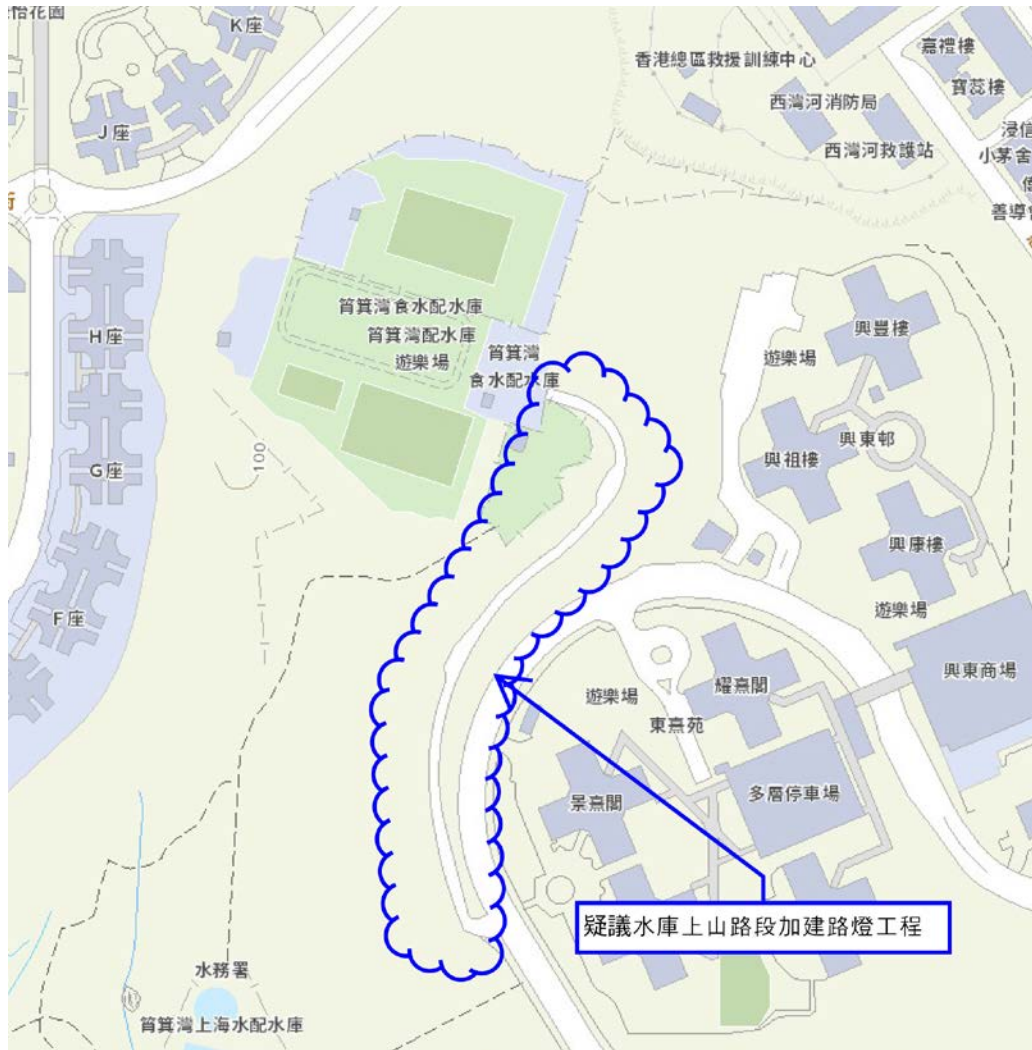 怡花園
K座
J座
香港總區救援訓練中心
嘉禮樓
寶蕊樓
西灣河消防局
西灣河救護站
浸信
小茅舍
善導會
街
H座
筲箕灣食水配水庫
筲箕灣配水庫
遊樂場
筲箕灣
食水配水庫
興豐樓
遊樂場
興東邨
興祖樓
100
G座
興康樓
遊樂場
F座
興東商場
遊樂場
耀熹閣
東熹苑
景熹閣
多層停車場
疑議水庫上山路段加建路燈工程
水務署
筲箕灣上海水配水庫